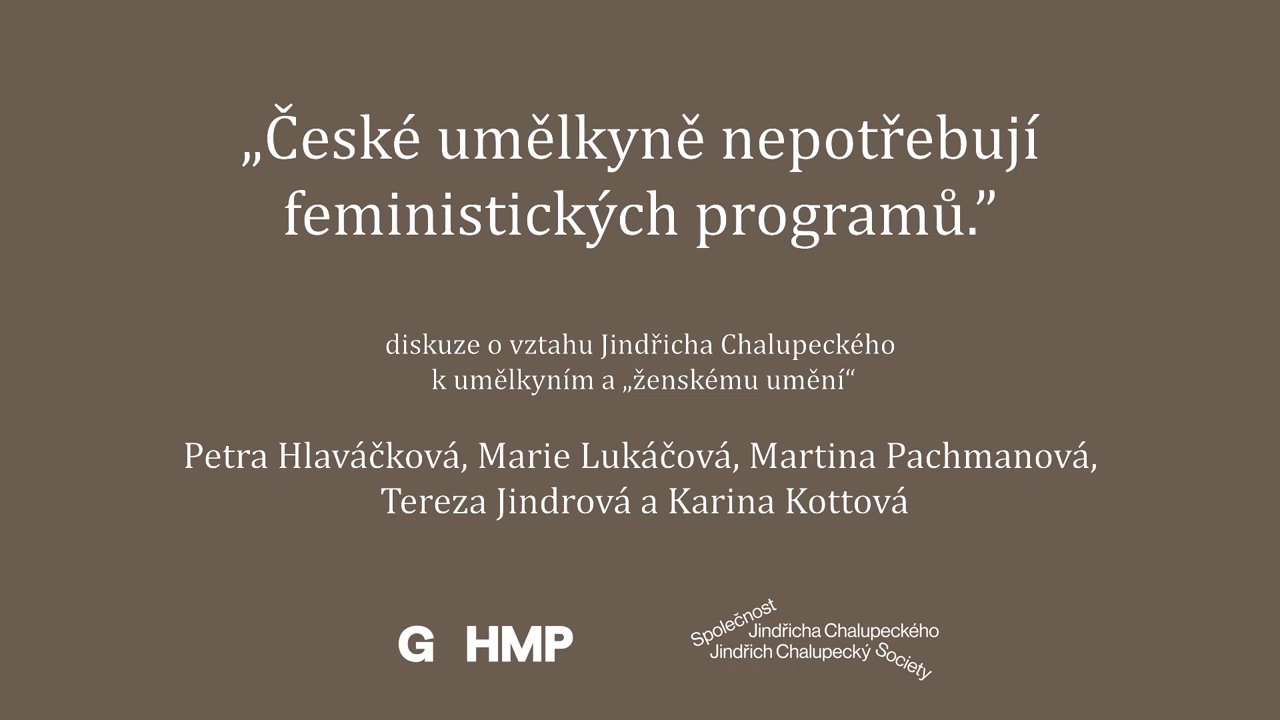 „České umělkyně nepotřebují
feministických programů.”
diskuze o vztahu Jindřicha Chalupeckého
k umělkyním a „ženskému umění“
Petra Hlaváčková, Marie Lukáčová, Martina Pachmanová,
Tereza Jindrová a Karina Kottová
G HMP
Společnost
Jindřicha Chalupeckého
Jindřich Chalupecký Society